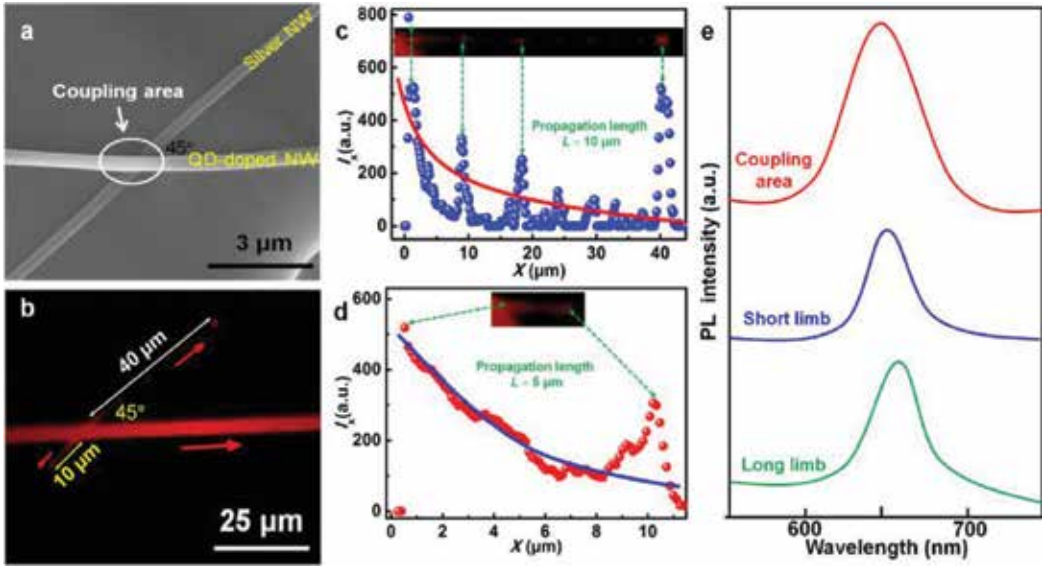 a
Silver NW
Coupling area
45°
QD-doped NW
3 µm
b
40 µm
45°
10 µm
25 µm
c
800
600
400
200
0
Iₓ(a.u.)
Propagation length
L = 10 µm
0 10 20 30 40
X (µm)
d
600
400
200
0
Iₓ(a.u.)
Propagation length
L = 5 µm
0 2 4 6 8 10
X (µm)
e
PL intensity (a.u.)
Coupling
area
Short limb
Long limb
600 700
Wavelength (nm)